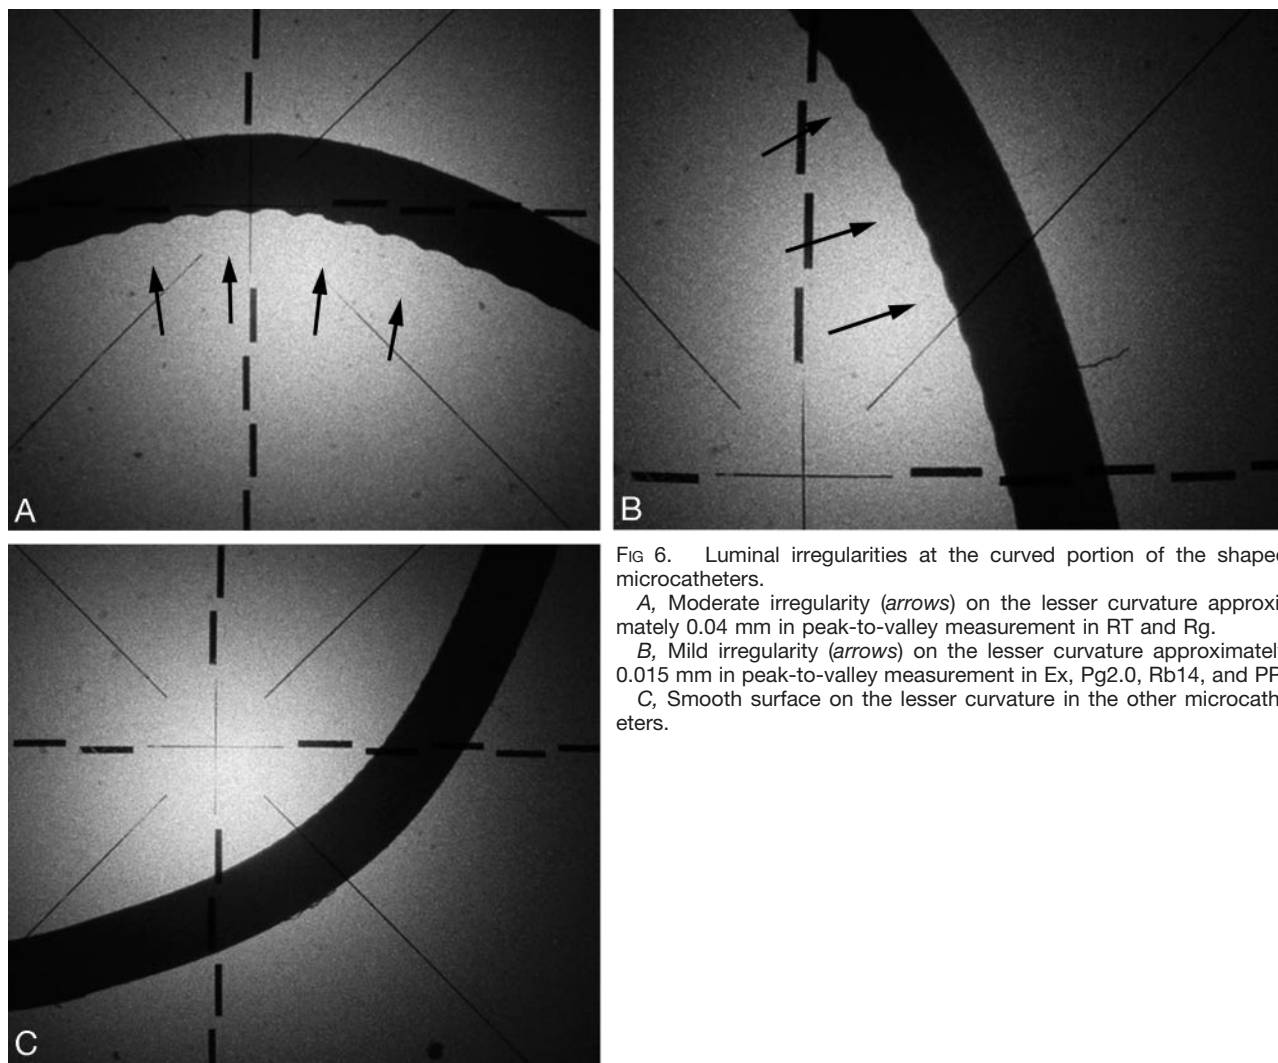 A
B
C
FIG 6. Luminal irregularities at the curved portion of the shape
microcatheters.
A, Moderate irregularity (arrows) on the lesser curvature approxi
mately 0.04 mm in peak-to-valley measurement in RT and Rg.
B, Mild irregularity (arrows) on the lesser curvature approximatel
0.015 mm in peak-to-valley measurement in Ex, Pg2.0, Rb14, and PP
C, Smooth surface on the lesser curvature in the other microcath
eters.